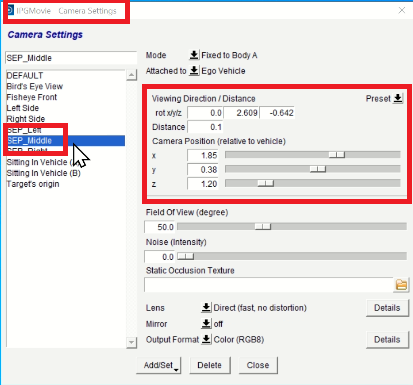 IPGMovie - Camera Settings
Camera Settings
SEP_Middle
DEFAULT
Bird's Eye View
Fisheye Front
Left Side
Right Side
SEP_Left
SEP_Middle
SEP_Right
Sitting In Vehicle (
Sitting In Vehicle (B)
Target's origin
Mode Fixed to Body A
Attached to Ego Vehicle
Viewing Direction / Distance Preset
rot x/y/z 0.0 2.609 -0.642
Distance 0.1
Camera Position (relative to vehicle)
x 1.85
y 0.38
z 1.20
Field Of View (degree)
50.0
Noise (Intensity)
0.0
Static Occlusion Texture
Lens Direct (fast, no distortion) Details
Mirror off
Output Format Color (RGB8) Details
Add/Set Delete Close